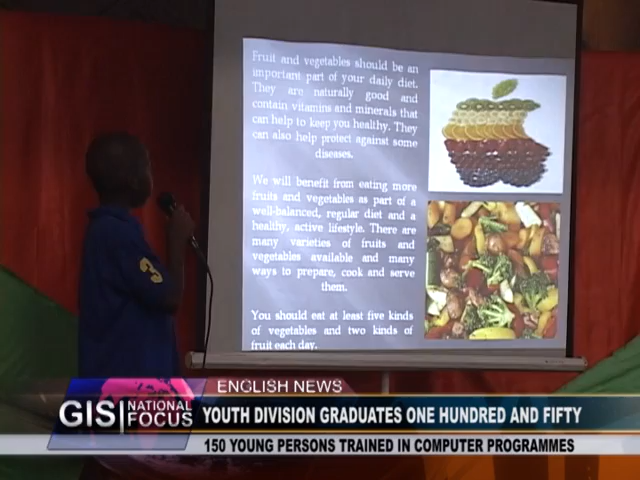 Fruit and vegetables should be an
important part of your daily diet.
They are naturally good and
contain vitamins and minerals that
can help to keep you healthy. They
can also help protect against some
diseases.
We will benefit from eating more
fruits and vegetables as part of a
well-balanced, regular diet and a
healthy, active lifestyle. There are
many varieties of fruits and
vegetables available and many
ways to prepare, cook and serve
them.
You should eat at least five kinds
of vegetables and two kinds of
fruit each day.
3
ENGLISH NEWS
GIS NATIONAL
FOCUS
YOUTH DIVISION GRADUATES ONE HUNDRED AND FIFTY
150 YOUNG PERSONS TRAINED IN COMPUTER PROGRAMMES